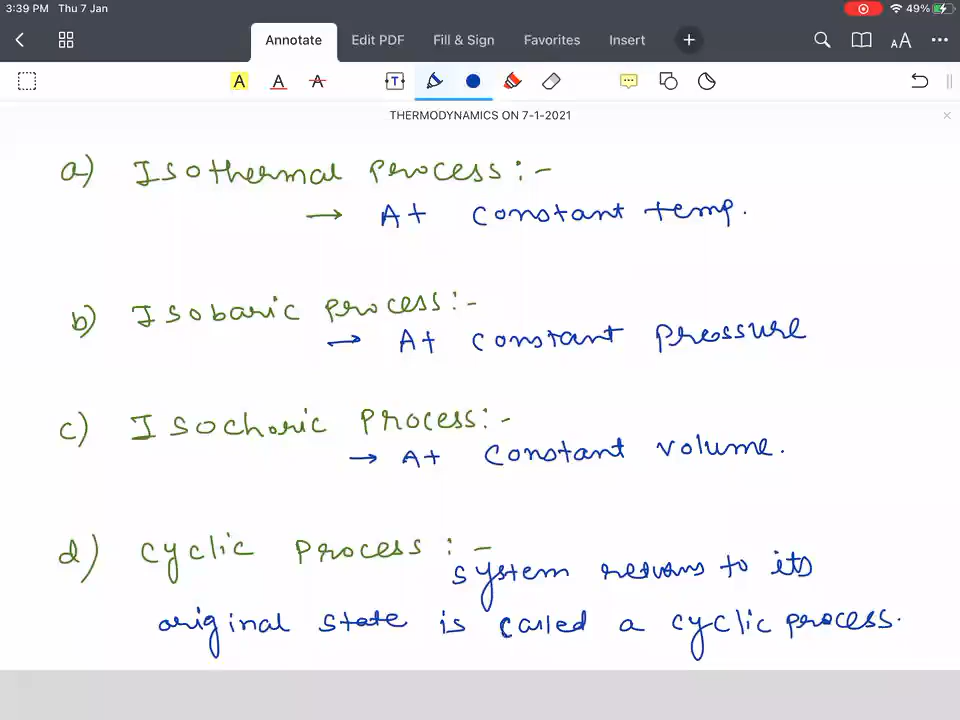 3:39 PM Thu 7 Jan 49%
Annotate Edit PDF Fill & Sign Favorites Insert
A A A T
THERMODYNAMICS ON 7-1-2021
a) Isothermal Process:-
→ At constant temp.
b) Isobaric process:-
→ At constant pressure
c) Isochoric Process:-
→ At constant volume.
d) cyclic process :-
system retuns to its
original state is called a cyclic process.